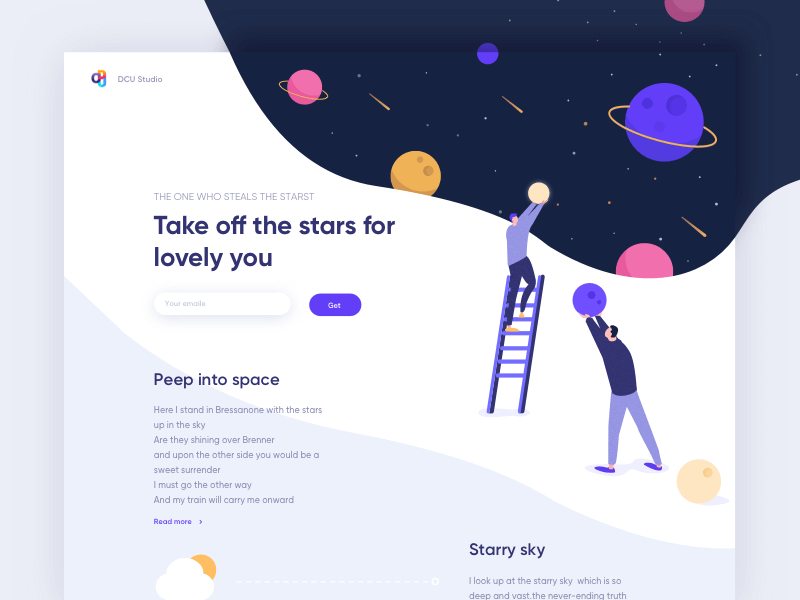 DCU Studio
THE ONE WHO STEALS THE STARST
Take off the stars for
lovely you
Your emaile
Get
Peep into space
Here I stand in Bressanone with the stars
up in the sky
Are they shining over Brenner
and upon the other side you would be a
sweet surrender
I must go the other way
And my train will carry me onward
Read more
Starry sky
I look up at the starry sky which is so
deep and vast.the never-ending truth